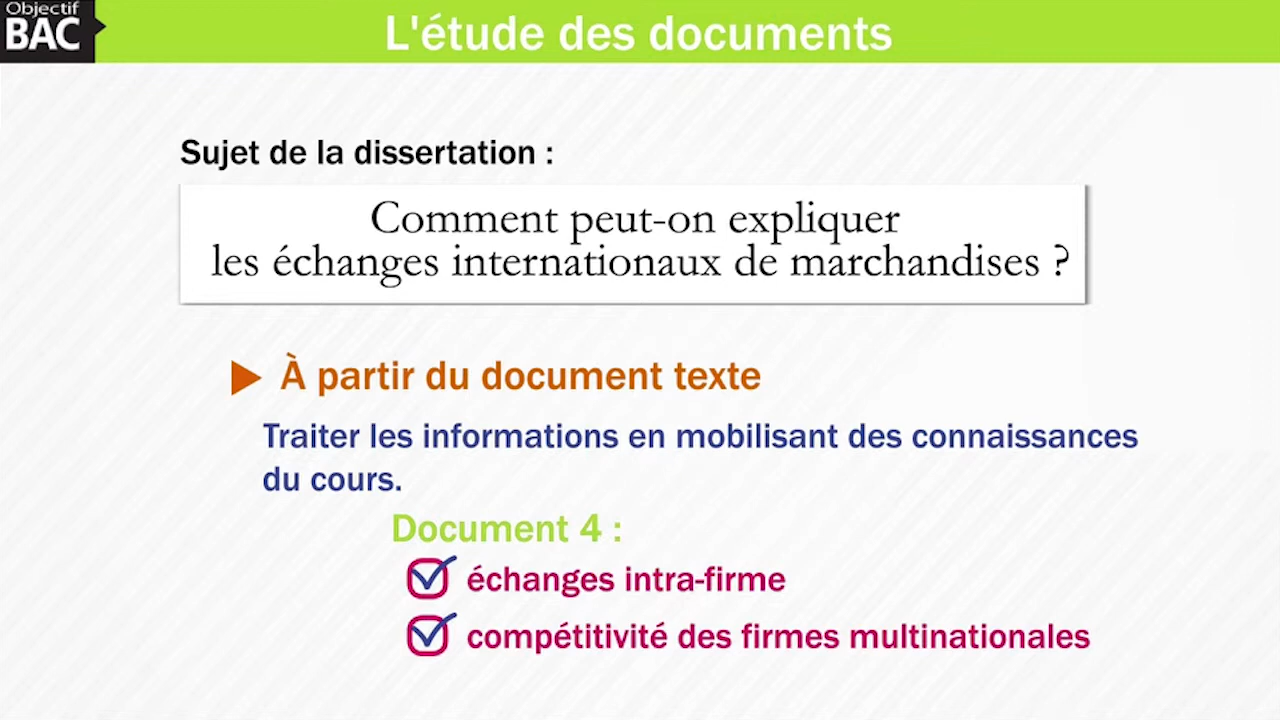 Objectif
BAC
L'étude des documents
Sujet de la dissertation :
Comment peut-on expliquer
les échanges internationaux de marchandises ?
À partir du document texte
Traiter les informations en mobilisant des connaissances
du cours.
Document 4 :
échanges intra-firme
compétitivité des firmes multinationales